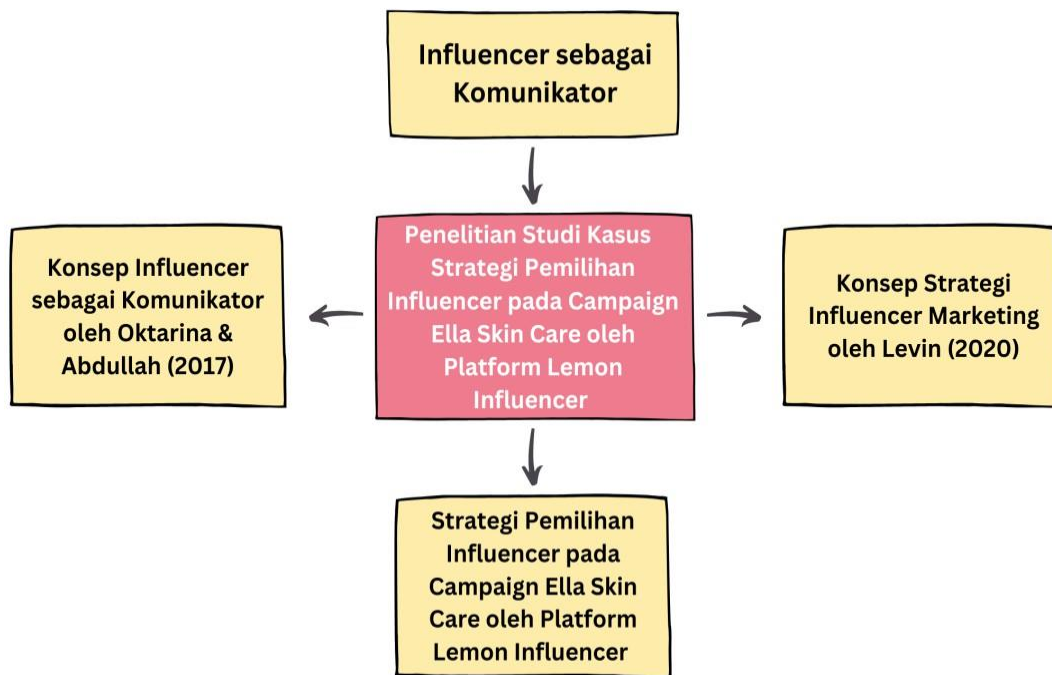 Influencer sebagai
Komunikator
Penelitian Studi Kasus
Strategi Pemilihan
Influencer pada Campaign
Ella Skin Care oleh
Platform Lemon
Influencer
Konsep Influencer
sebagai Komunikator
oleh Oktarina &
Abdullah (2017)
Konsep Strategi
Influencer Marketing
oleh Levin (2020)
Strategi Pemilihan
Influencer pada
Campaign Ella Skin
Care oleh Platform
Lemon Influencer